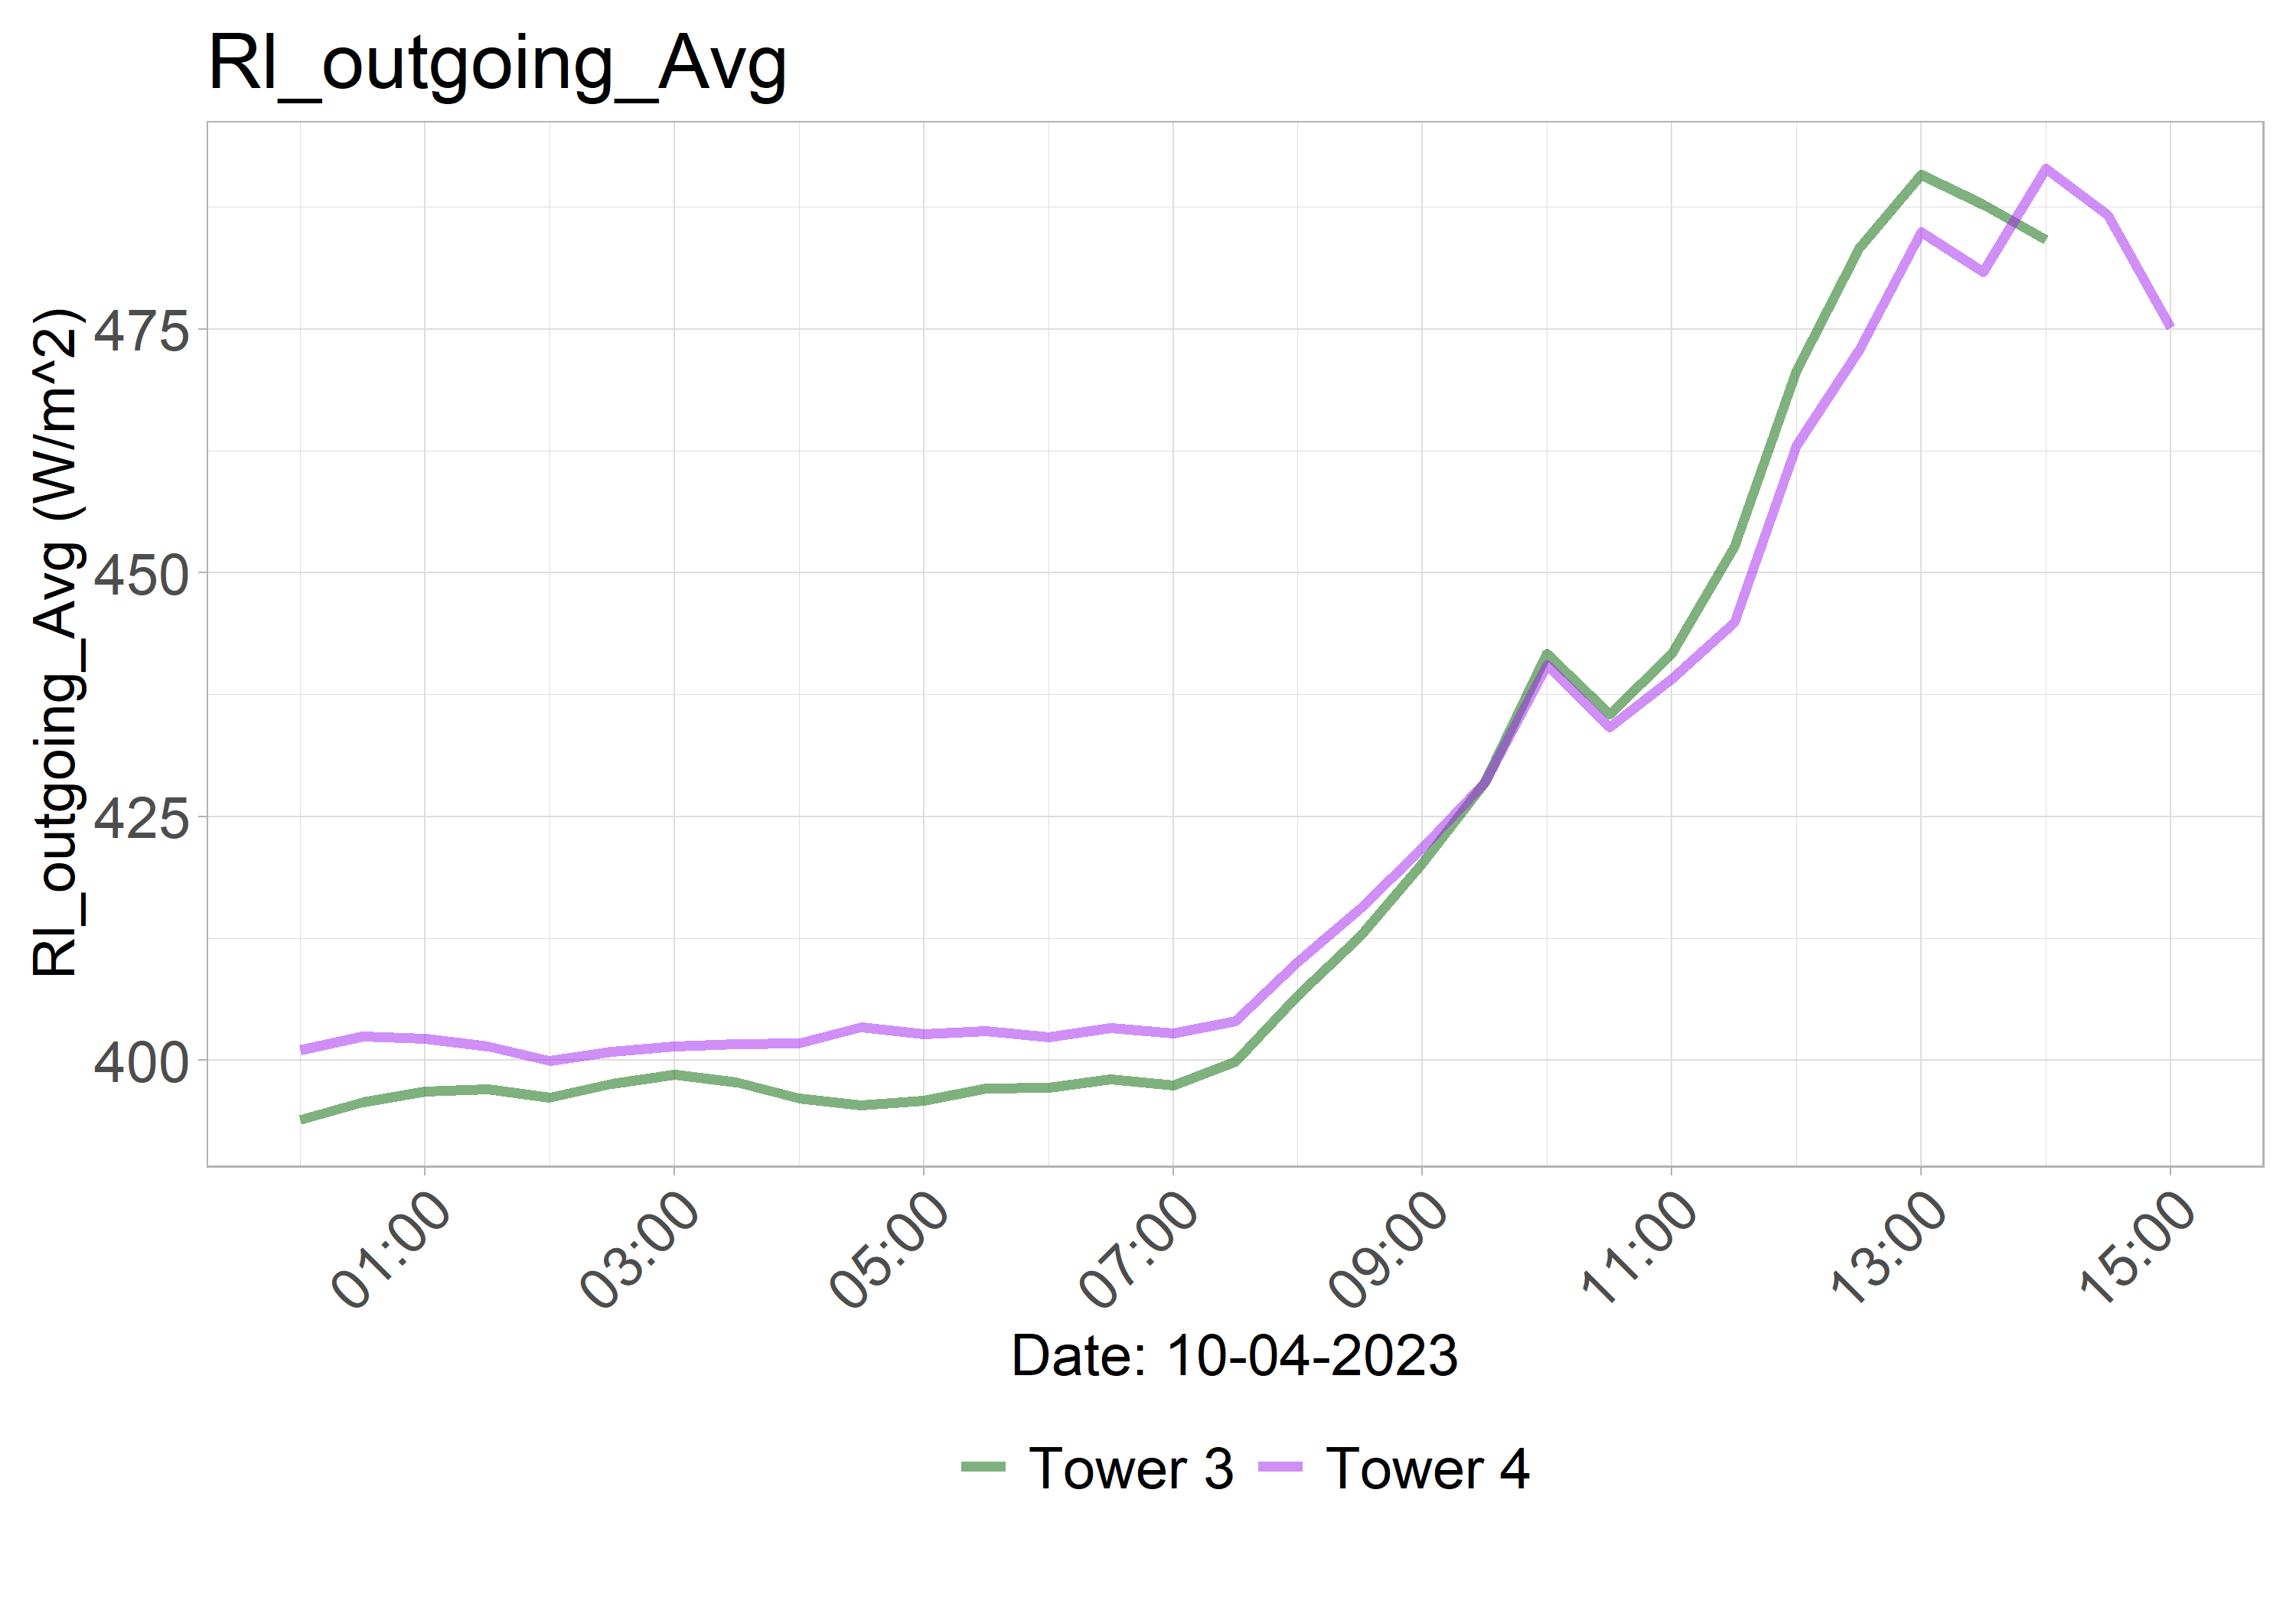 Rl_outgoing_Avg
Rl_outgoing_Avg (W/m^2)
475
450
425
400
01:00 03:00 05:00 07:00 09:00 11:00 13:00 15:00
Date: 10-04-2023
Tower 3 Tower 4